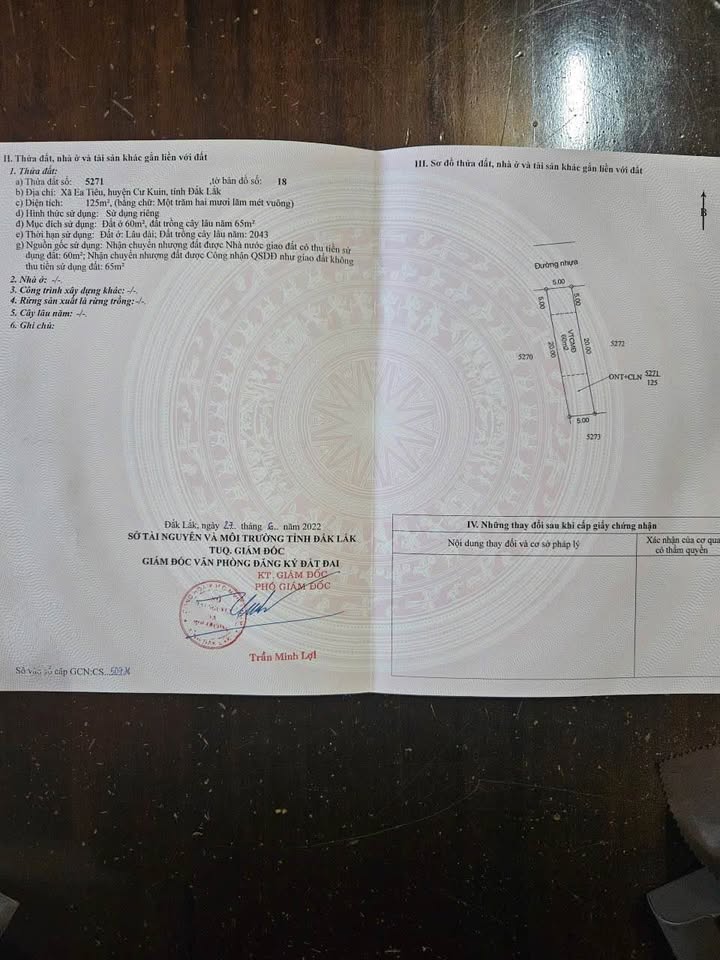 II. Thửa đất, nhà ở và tài sản khác gắn liền với đất
1. Thửa đất:
a) Thửa đất số: 5271 ,tờ bản đồ số: 18
b) Địa chỉ: Xã Ea Tiêu, huyện Cư Kuin, tỉnh Đắk Lắk
c) Diện tích: 125m², (bằng chữ: Một trăm hai mươi lăm mét vuông)
d) Hình thức sử dụng: Sử dụng riêng
đ) Mục đích sử dụng: Đất ở 60m², đất trồng cây lâu năm 65m²
e) Thời hạn sử dụng: Đất ở: Lâu dài; Đất trồng cây lâu năm: 2043
g) Nguồn gốc sử dụng: Nhận chuyển nhượng đất được Nhà nước giao đất có thu tiền sử
dụng đất: 60m²; Nhận chuyển nhượng đất được Công nhận QSDĐ như giao đất không
thu tiền sử dụng đất: 65m²
2. Nhà ở: -/-.
3. Công trình xây dựng khác: -/-.
4. Rừng sản xuất là rừng trồng:-/-.
5. Cây lâu năm: -/-.
6. Ghi chú:
Đắk Lắk, ngày 27 tháng 6 năm 2022
SỞ TÀI NGUYÊN VÀ MÔI TRƯỜNG TỈNH ĐẮK LẮK
TUQ. GIÁM ĐỐC
GIÁM ĐỐC VĂN PHÒNG ĐĂNG KÝ ĐẤT ĐAI
KT. GIÁM ĐỐC
PHÓ GIÁM ĐỐC
Trần Minh Lợi
Số vào sổ cấp GCN:CS
III. Sơ đồ thửa đất, nhà ở và tài sản khác gắn liền với đất
B
Đường nhựa
5.00
5.00
5.00
VTCMĐ
60m2
20.00
20.00
5270
5272
ONT+CLN 5271
125
5.00
5273
IV. Những thay đổi sau khi cấp giấy chứng nhận
Nội dung thay đổi và cơ sở pháp lý
Xác nhận của cơ qua
có thẩm quyền